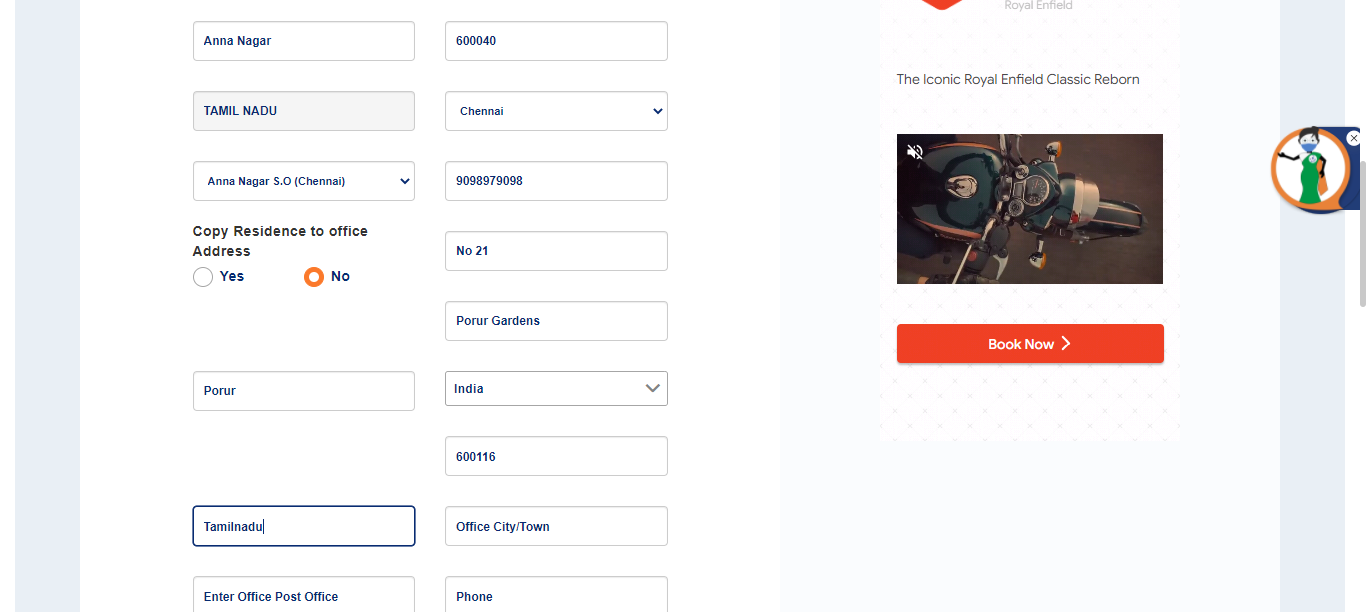 Royal Enfield
Anna Nagar
600040
The Iconic Royal Enfield Classic Reborn
TAMIL NADU
Chennai
Anna Nagar S.O (Chennai)
9098979098
Copy Residence to office
Address
No 21
Yes
No
Porur Gardens
Book Now
Porur
India
600116
Tamilnadu
Office City/Town
Enter Office Post Office
Phone